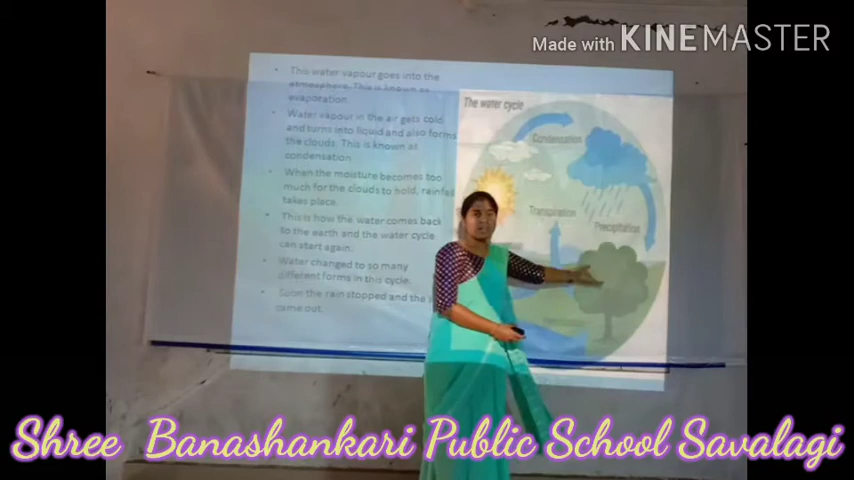 Made with KINEMASTER
This water vapour goes into the
atmosphere. This is known as
evaporation.
Water vapour in the air gets cold
and turns into liquid and also forms
the clouds. This is known as
condensation
When the moisture becomes too
much for the clouds to hold, rainfal
takes place.
This is how the water comes back
to the earth and the water cycle
can start again.
Water changed to so many
different forms in this cycle.
Soon the rain stopped and the
came out.
The water cycle
Condensation
Transpiration
Precipitation
Shree Banashankari Public School Savalagi